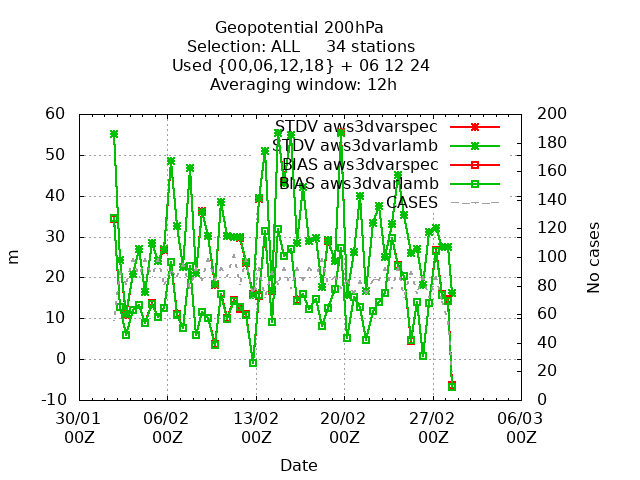 Geopotential 200hPa
Selection: ALL 34 stations
Used {00,06,12,18} + 06 12 24
Averaging window: 12h
60
50
40
30
20
10
0
-10
m
200
180
160
140
120
100
80
60
40
20
0
No cases
STDV aws3dvarspec
STDV aws3dvarlamb
BIAS aws3dvarspec
BIAS aws3dvarlamb
CASES
30/01 06/02 13/02 20/02 27/02 06/03
00Z 00Z 00Z 00Z 00Z 00Z
Date